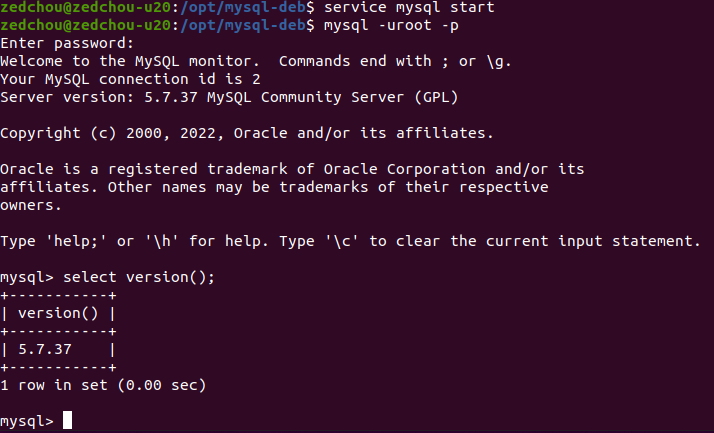 zedchou@zedchou-u20:/opt/mysql-deb$ service mysql start
zedchou@zedchou-u20:/opt/mysql-deb$ mysql -uroot -p
Enter password:
Welcome to the MySQL monitor.  Commands end with ; or \g.
Your MySQL connection id is 2
Server version: 5.7.37 MySQL Community Server (GPL)

Copyright (c) 2000, 2022, Oracle and/or its affiliates.

Oracle is a registered trademark of Oracle Corporation and/or its
affiliates. Other names may be trademarks of their respective
owners.

Type 'help;' or '\h' for help. Type '\c' to clear the current input statement.

mysql> select version();
+-----------+
| version() |
+-----------+
| 5.7.37    |
+-----------+
1 row in set (0.00 sec)

mysql>